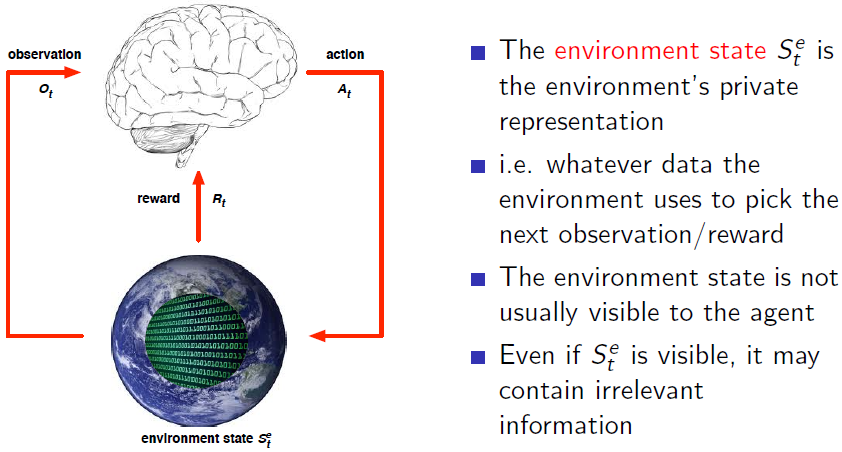 observation
action
O_t
A_t
reward
R_t
environment state S_t^e
The environment state S_t^e is
the environment's private
representation
i.e. whatever data the
environment uses to pick the
next observation/reward
The environment state is not
usually visible to the agent
Even if S_t^e is visible, it may
contain irrelevant
information